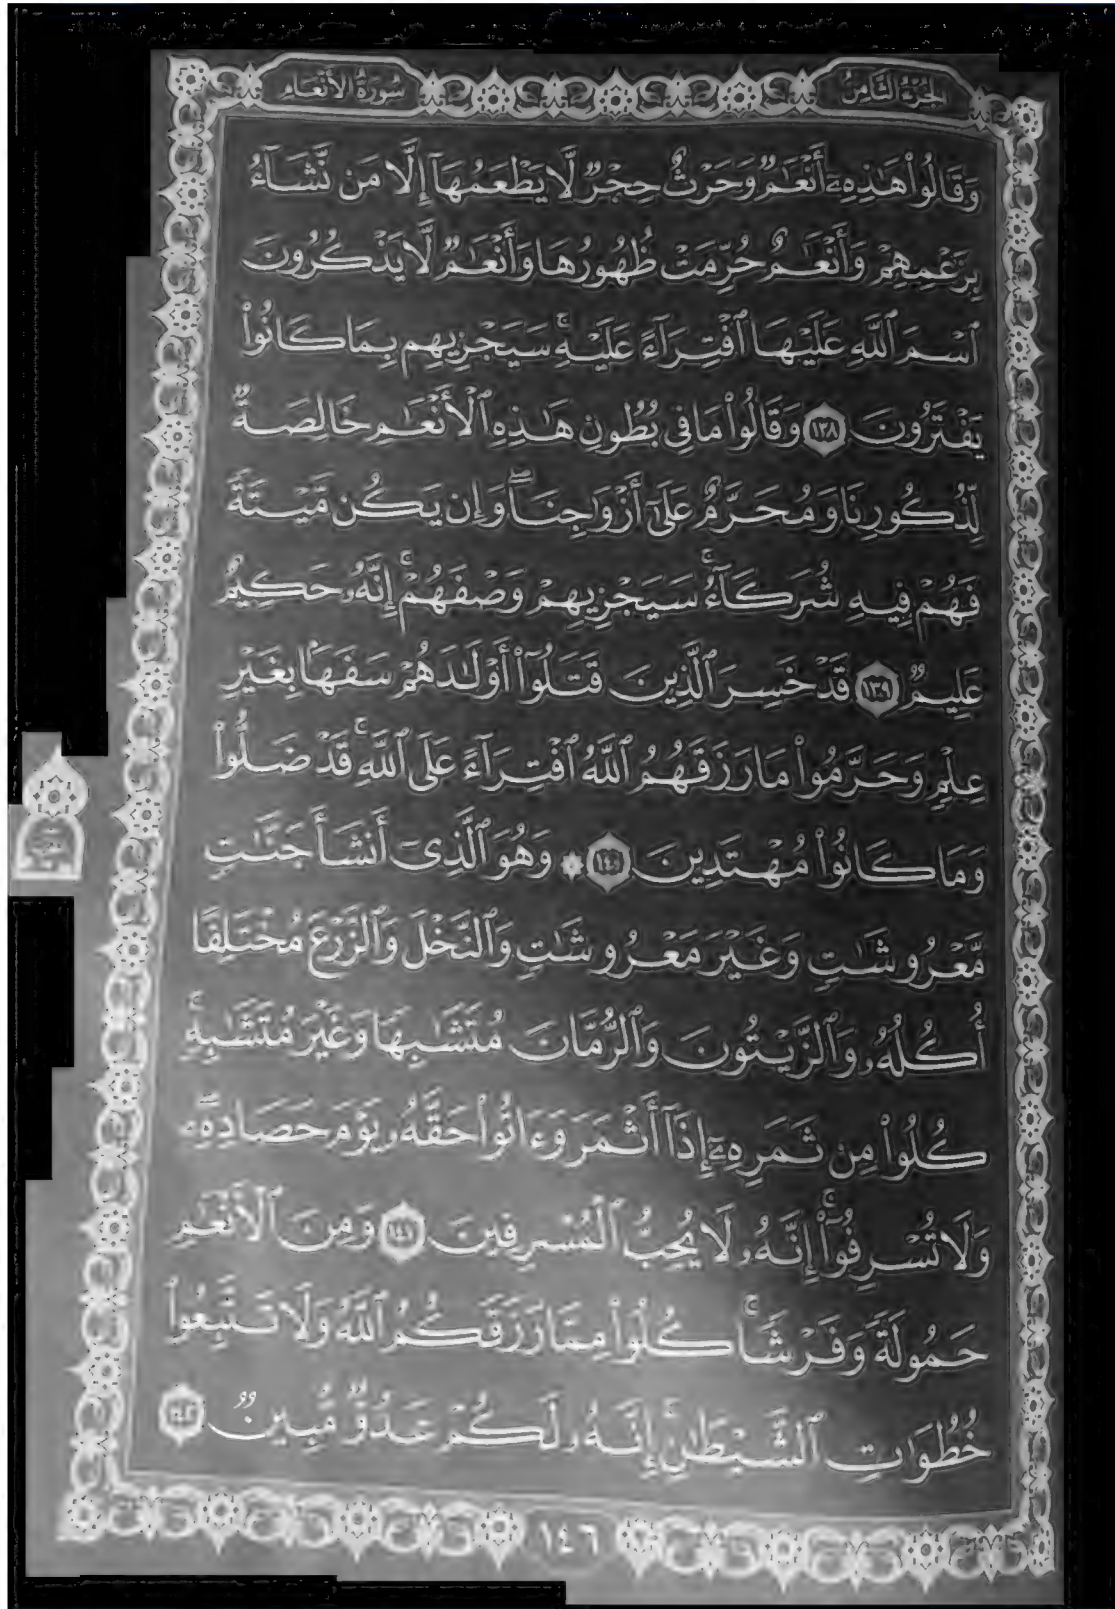 الجزء الثامن
سورة الأنعام
وَقَالُوا۟ هَـٰذِهِۦٓ أَنْعَـٰمٌ وَحَرْثٌ حِجْرٌ لَّا يَطْعَمُهَآ إِلَّا مَن نَّشَآءُ
بِزَعْمِهِمْ وَأَنْعَـٰمٌ حُرِّمَتْ ظُهُورُهَا وَأَنْعَـٰمٌ لَّا يَذْكُرُونَ
ٱسْمَ ٱللَّهِ عَلَيْهَا ٱفْتِرَآءً عَلَيْهِ ۚ سَيَجْزِيهِم بِمَا كَانُوا۟
يَفْتَرُونَ ١٣٨ وَقَالُوا۟ مَا فِى بُطُونِ هَـٰذِهِ ٱلْأَنْعَـٰمِ خَالِصَةٌ
لِّذُكُورِنَا وَمُحَرَّمٌ عَلَىٰٓ أَزْوَٰجِنَا ۖ وَإِن يَكُن مَّيْتَةً
فَهُمْ فِيهِ شُرَكَآءُ ۚ سَيَجْزِيهِمْ وَصْفَهُمْ ۚ إِنَّهُۥ حَكِيمٌ
عَلِيمٌ ١٣٩ قَدْ خَسِرَ ٱلَّذِينَ قَتَلُوٓا۟ أَوْلَـٰدَهُمْ سَفَهًۢا بِغَيْرِ
عِلْمٍ وَحَرَّمُوا۟ مَا رَزَقَهُمُ ٱللَّهُ ٱفْتِرَآءً عَلَى ٱللَّهِ ۚ قَدْ ضَلُّوا۟
وَمَا كَانُوا۟ مُهْتَدِينَ ١٤٠ ۞ وَهُوَ ٱلَّذِىٓ أَنشَأَ جَنَّـٰتٍ
مَّعْرُوشَـٰتٍ وَغَيْرَ مَعْرُوشَـٰتٍ وَٱلنَّخْلَ وَٱلزَّرْعَ مُخْتَلِفًا
أُكُلُهُۥ وَٱلزَّيْتُونَ وَٱلرُّمَّانَ مُتَشَـٰبِهًا وَغَيْرَ مُتَشَـٰبِهٍ ۚ
كُلُوا۟ مِن ثَمَرِهِۦٓ إِذَآ أَثْمَرَ وَءَاتُوا۟ حَقَّهُۥ يَوْمَ حَصَادِهِۦ ۖ
وَلَا تُسْرِفُوٓا۟ ۚ إِنَّهُۥ لَا يُحِبُّ ٱلْمُسْرِفِينَ ١٤١ وَمِنَ ٱلْأَنْعَـٰمِ
حَمُولَةً وَفَرْشًا ۚ كُلُوا۟ مِمَّا رَزَقَكُمُ ٱللَّهُ وَلَا تَتَّبِعُوا۟
خُطُوَٰتِ ٱلشَّيْطَـٰنِ ۚ إِنَّهُۥ لَكُمْ عَدُوٌّ مُّبِينٌ ١٤٢
١٤٦